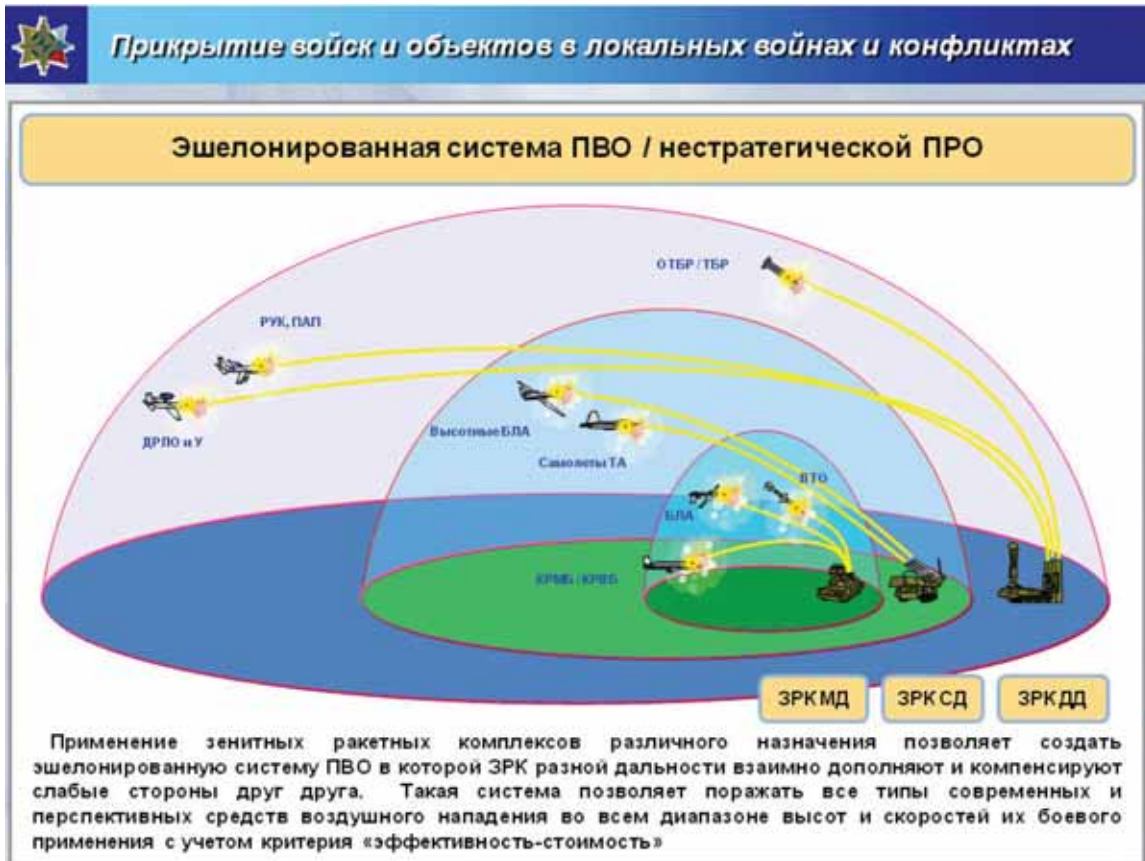 Прикрытие войск и объектов в локальных войнах и конфликтах
Эшелонированная система ПВО / нестратегической ПРО
ОТБР / ТБР
РУК, ПАП
ДРЛО и У
Высотные БЛА
Самолеты ТА
ВТО
БЛА
КРМБ / КРВБ
ЗРК МД
ЗРК СД
ЗРК ДД
Применение зенитных ракетных комплексов различного назначения позволяет создать
эшелонированную систему ПВО в которой ЗРК разной дальности взаимно дополняют и компенсируют
слабые стороны друг друга. Такая система позволяет поражать все типы современных и
перспективных средств воздушного нападения во всем диапазоне высот и скоростей их боевого
применения с учетом критерия «эффективность-стоимость»